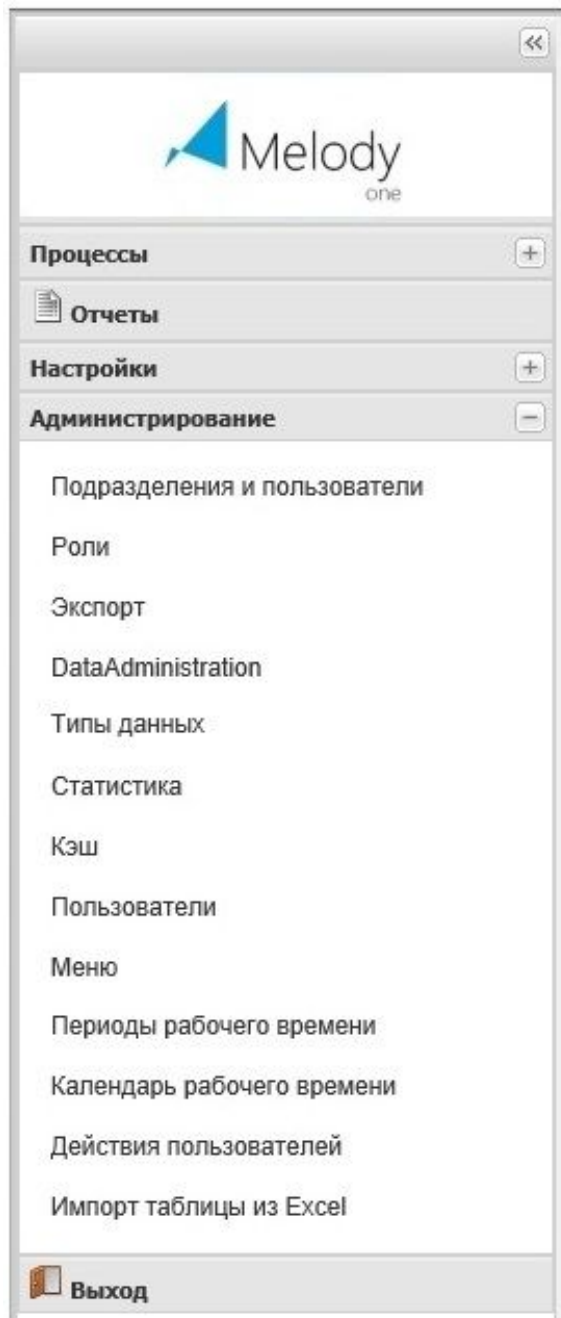 Melody
one
Процессы
Отчеты
Настройки
Администрирование
Подразделения и пользователи
Роли
Экспорт
DataAdministration
Типы данных
Статистика
Кэш
Пользователи
Меню
Периоды рабочего времени
Календарь рабочего времени
Действия пользователей
Импорт таблицы из Excel
Выход